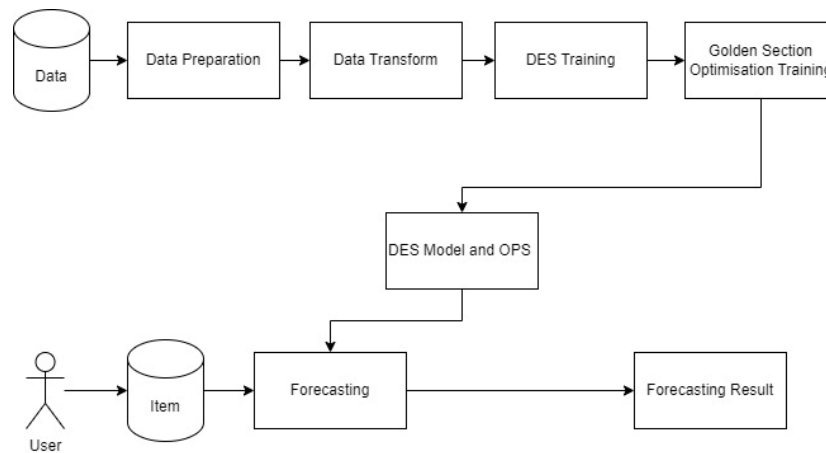 Data
Data Preparation
Data Transform
DES Training
Golden Section
Optimisation Training
DES Model and OPS
User
Item
Forecasting
Forecasting Result